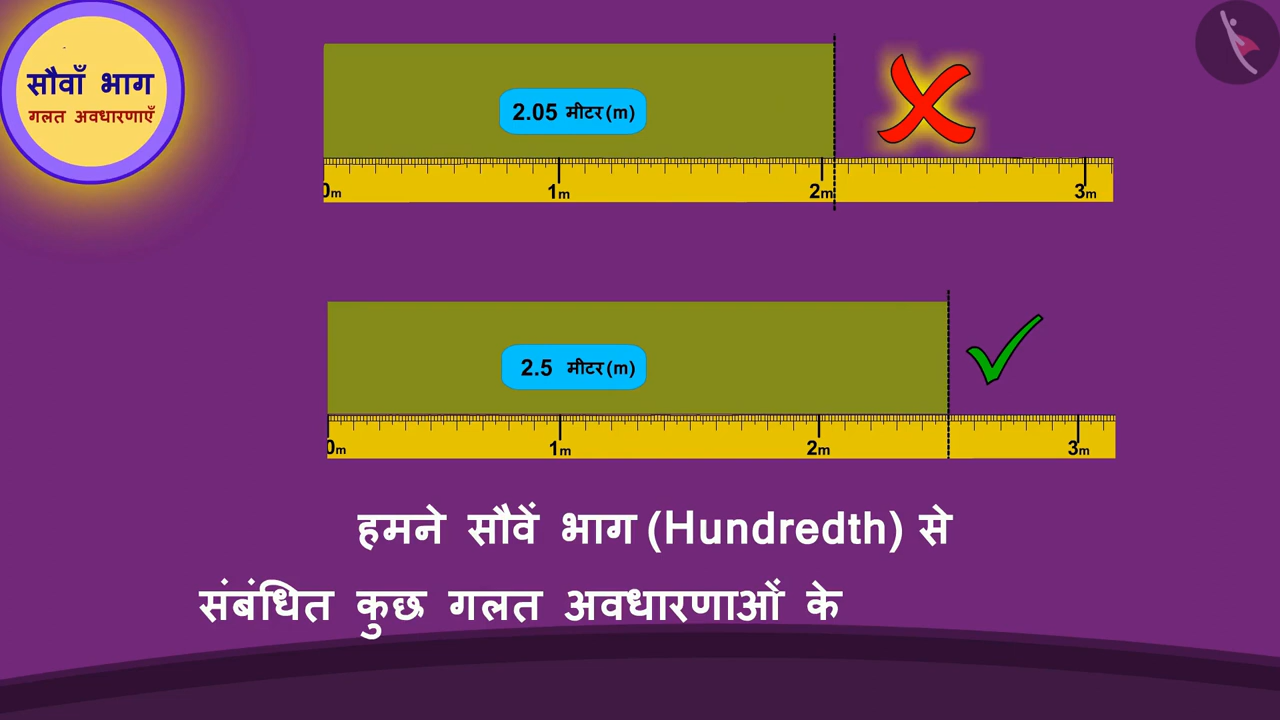 सौवाँ भाग
गलत अवधारणाएँ
2.05 मीटर (m)
0m 1m 2m 3m
2.5 मीटर (m)
0m 1m 2m 3m
हमने सौवें भाग (Hundredth) से
संबंधित कुछ गलत अवधारणाओं के